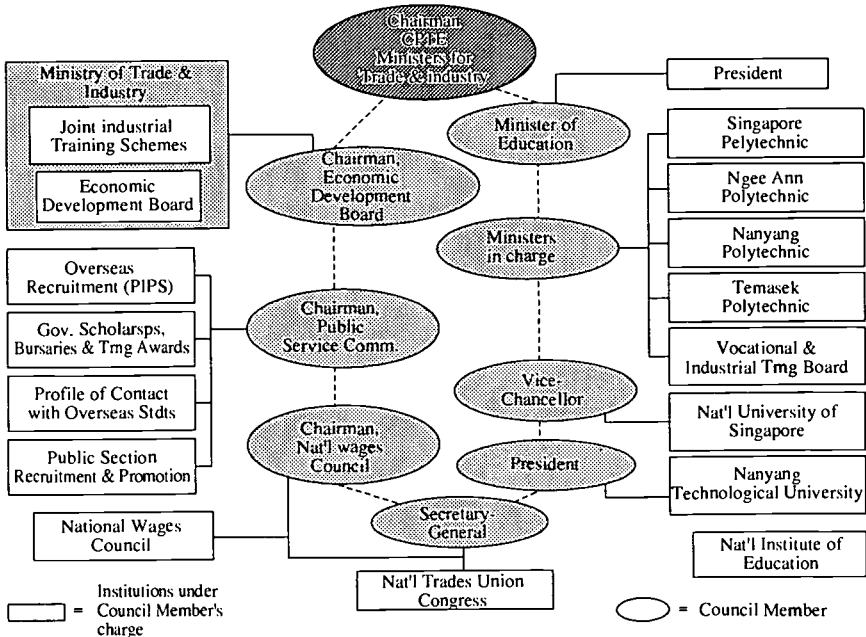 Chairman
CPTE
Ministers for
Trade & industry
Ministry of Trade &
Industry
Joint industrial
Training Schemes
Economic
Development Board
Chairman,
Economic
Development
Board
Minister of
Education
President
Singapore
Pelytechnic
Ngee Ann
Polytechnic
Ministers
in charge
Nanyang
Polytechnic
Temasek
Polytechnic
Vocational &
Industrial Tmg Board
Overseas
Recruitment (PIPS)
Gov. Scholarsps,
Bursaries & Tmg Awards
Profile of Contact
with Overseas Stdts
Public Section
Recruitment & Promotion
Chairman,
Public
Service Comm.
Vice-
Chancellor
Nat'l University of
Singapore
Chairman,
Nat'l wages
Council
President
Nanyang
Technological University
National Wages
Council
Secretary-
General
Nat'l Institute of
Education
Nat'l Trades Union
Congress
= Institutions under
Council Member's
charge
= Council Member